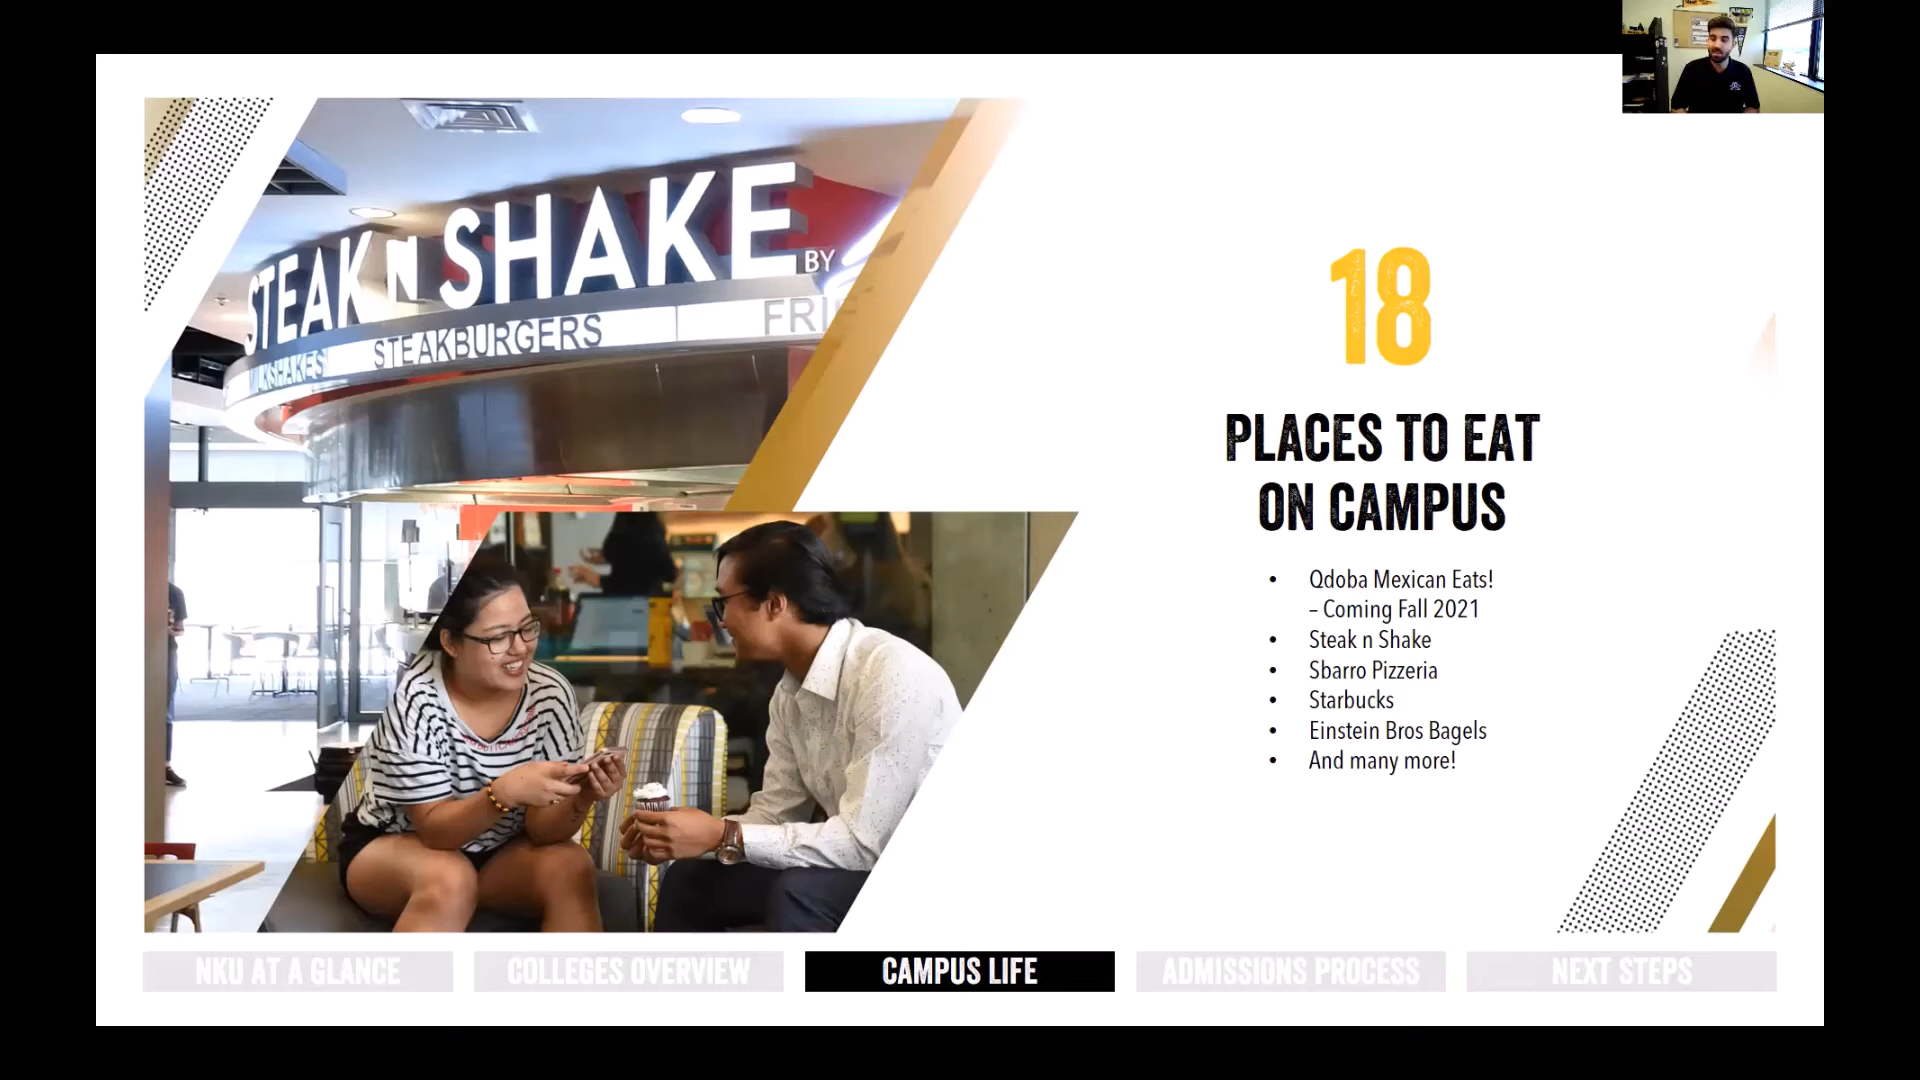 STEAK N SHAKE
BY
MILKSHAKES
STEAKBURGERS
FRI
18
PLACES TO EAT
ON CAMPUS
• Qdoba Mexican Eats!
– Coming Fall 2021
• Steak n Shake
• Sbarro Pizzeria
• Starbucks
• Einstein Bros Bagels
• And many more!
NKU AT A GLANCE
COLLEGES OVERVIEW
CAMPUS LIFE
ADMISSIONS PROCESS
NEXT STEPS